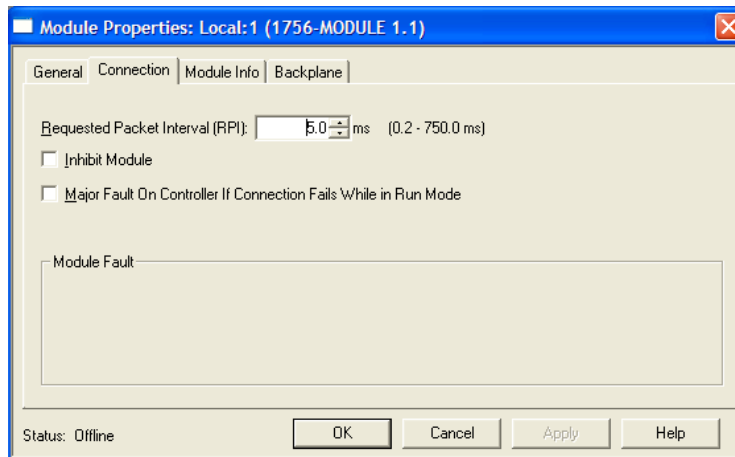 Module Properties: Local:1 (1756-MODULE 1.1)
General Connection Module Info Backplane
Requested Packet Interval (RPI): 5.0 ms (0.2 - 750.0 ms)
Inhibit Module
Major Fault On Controller If Connection Fails While in Run Mode
Module Fault
Status: Offline OK Cancel Apply Help